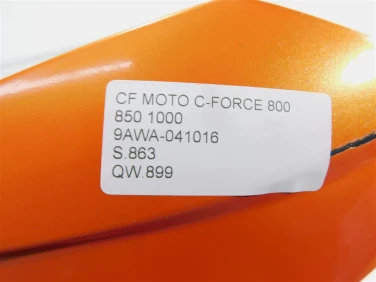 CF MOTO C-FORCE 800
850 1000
9AWA-041016
S.863
QW.899